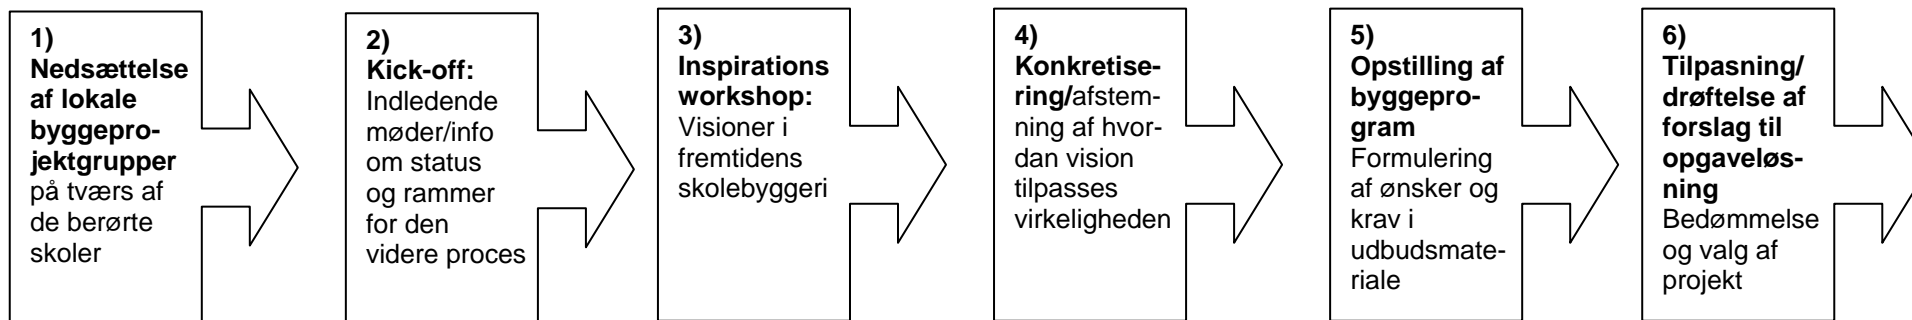 1)
Nedsættelse
af lokale
byggepro-
jektgrupper
på tværs af
de berørte
skoler
2)
Kick-off:
Indledende
møder/info
om status
og rammer
for den
videre proces
3)
Inspirations
workshop:
Visioner i
fremtidens
skolebyggeri
4)
Konkretise-
ring/afstem-
ning af hvor-
dan vision
tilpasses
virkeligheden
5)
Opstilling af
byggepro-
gram
Formulering
af ønsker og
krav i
udbudsmate-
riale
6)
Tilpasning/
drøftelse af
forslag til
opgaveløs-
ning
Bedømmelse
og valg af
projekt